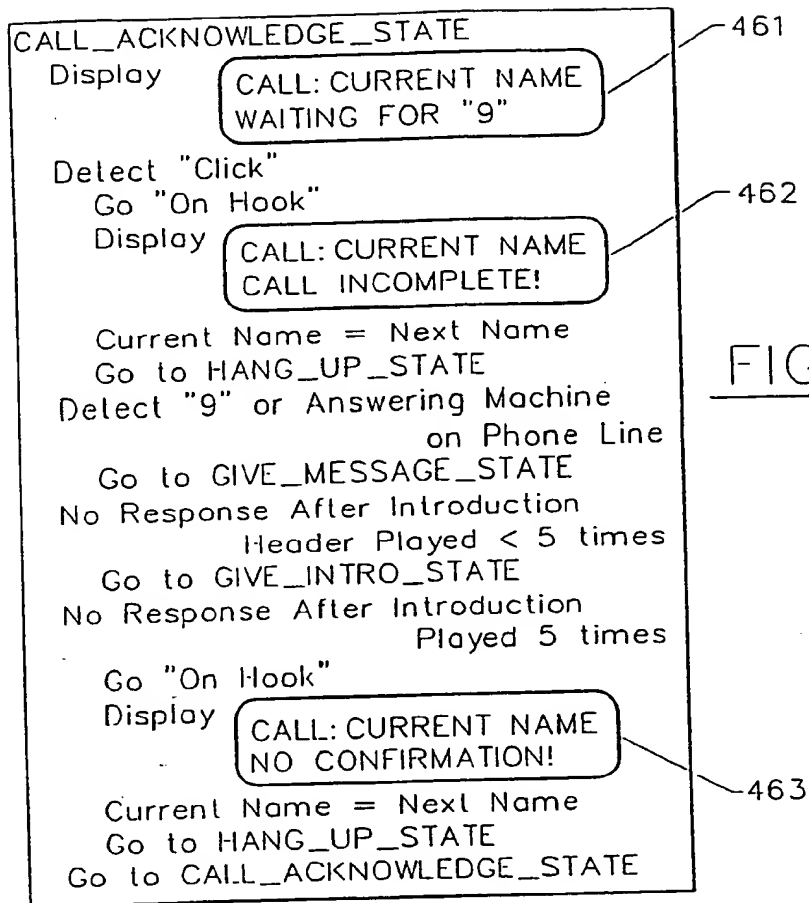 CALL_ACKNOWLEDGE_STATE
461
Display
CALL: CURRENT NAME
WAITING FOR "9"
Detect "Click"
Go "On Hook"
462
Display
CALL: CURRENT NAME
CALL INCOMPLETE!
Current Name = Next Name
Go to HANG_UP_STATE
FIG
Detect "9" or Answering Machine
on Phone Line
Go to GIVE_MESSAGE_STATE
No Response After Introduction
Header Played < 5 times
Go to GIVE_INTRO_STATE
No Response After Introduction
Played 5 times
Go "On Hook"
Display
CALL: CURRENT NAME
NO CONFIRMATION!
463
Current Name = Next Name
Go to HANG_UP_STATE
Go to CALL_ACKNOWLEDGE_STATE